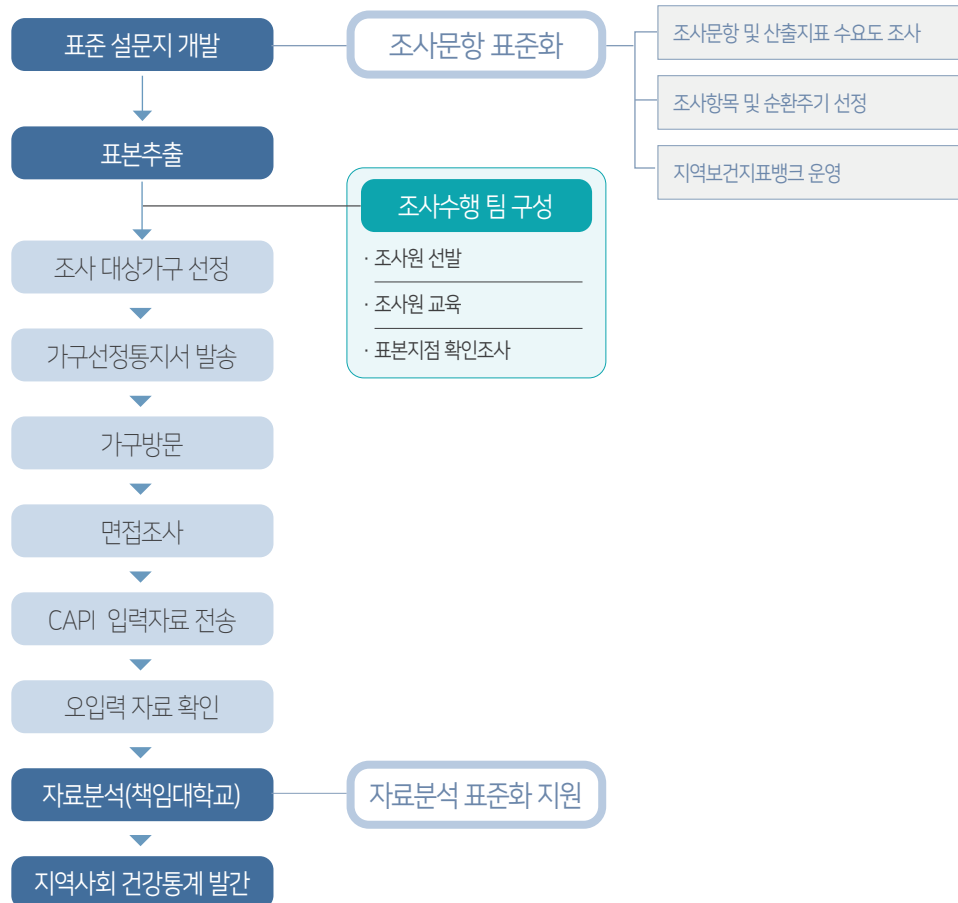 표준 설문지 개발
조사문항 표준화
조사문항 및 산출지표 수요도 조사
조사항목 및 순환주기 선정
지역보건지표뱅크 운영
표본추출
조사수행 팀 구성
· 조사원 선발
· 조사원 교육
· 표본지점 확인조사
조사 대상가구 선정
가구선정통지서 발송
가구방문
면접조사
CAPI 입력자료 전송
오입력 자료 확인
자료분석(책임대학교)
자료분석 표준화 지원
지역사회 건강통계 발간